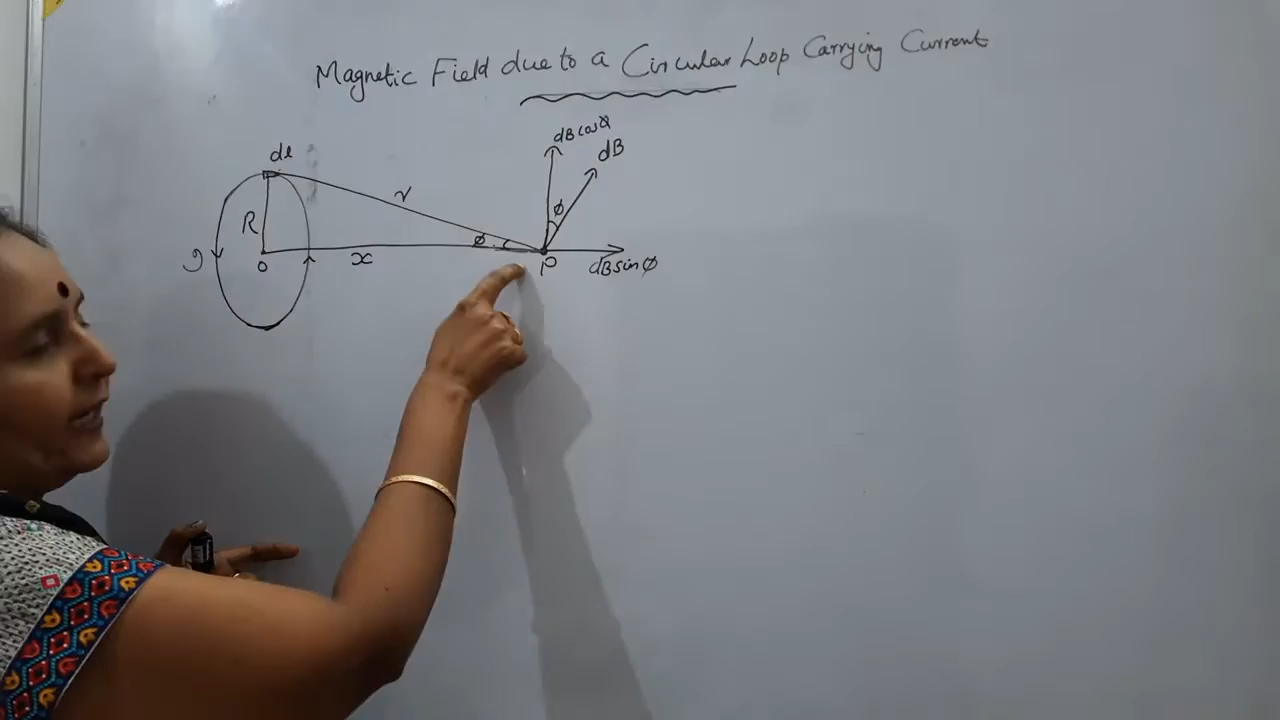 Magnetic Field due to a Circular Loop Carrying Current
dB cosϕ
dl
dB
r
ϕ
R
ϕ
I
O
x
P
dB sinϕ